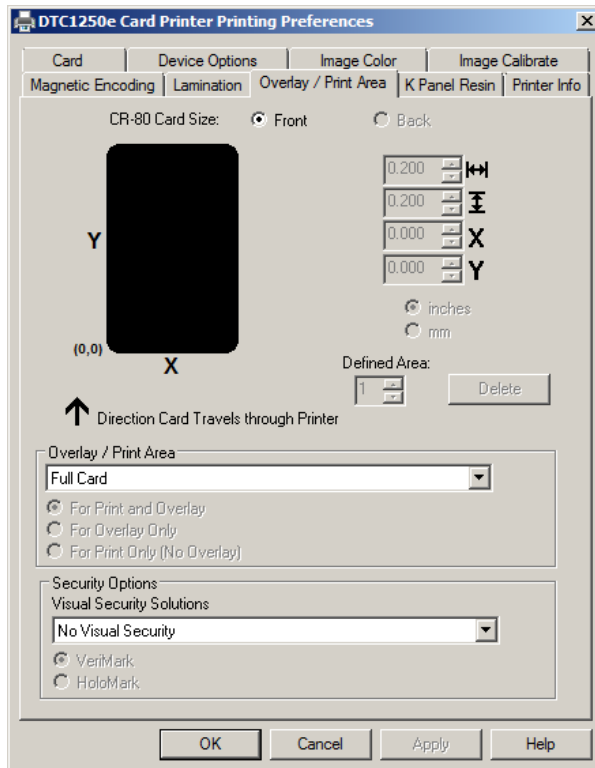 DTC1250e Card Printer Printing Preferences
Card Device Options Image Color Image Calibrate
Magnetic Encoding Lamination Overlay / Print Area K Panel Resin Printer Info
CR-80 Card Size: Front Back
0.200
0.200
Y 0.000 X
0.000 Y
inches
mm
(0,0)
X
Defined Area:
1 Delete
Direction Card Travels through Printer
Overlay / Print Area
Full Card
For Print and Overlay
For Overlay Only
For Print Only (No Overlay)
Security Options
Visual Security Solutions
No Visual Security
VeriMark
HoloMark
OK Cancel Apply Help